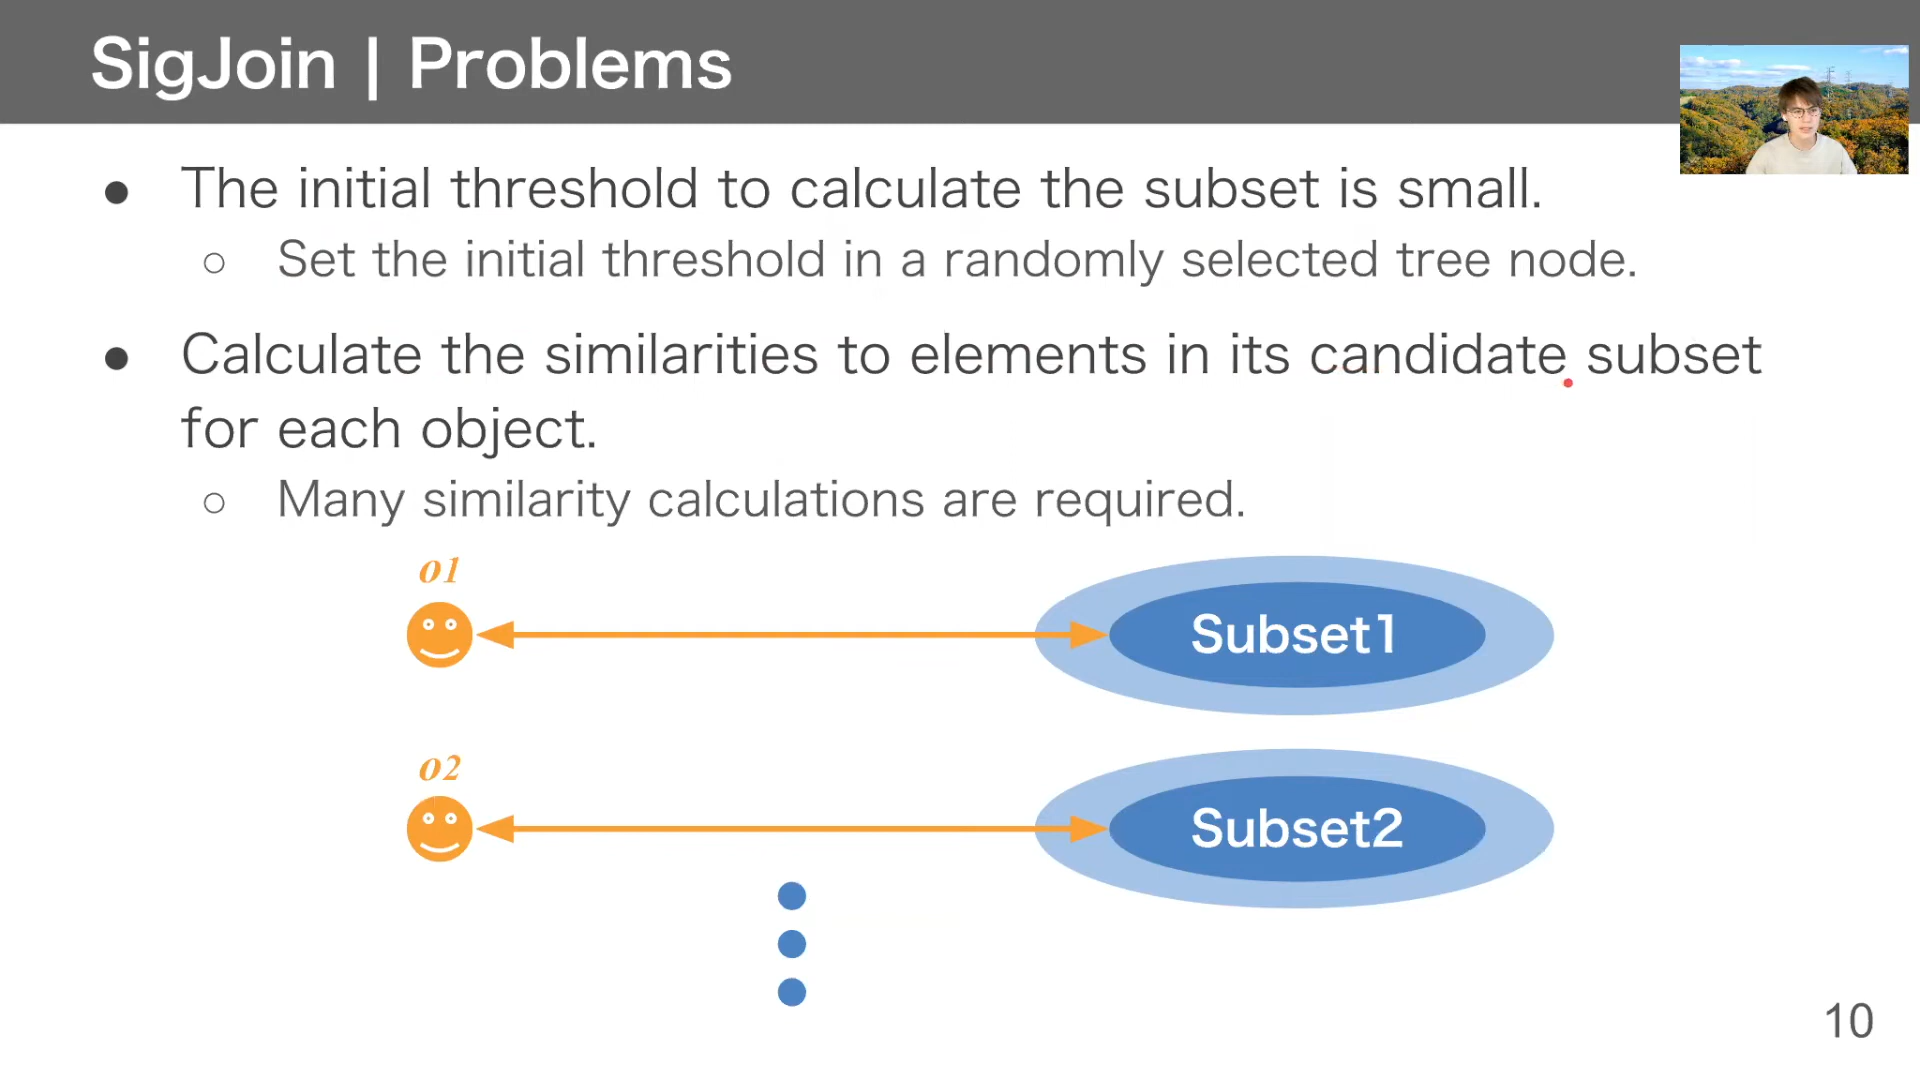 SigJoin | Problems
● The initial threshold to calculate the subset is small.
○ Set the initial threshold in a randomly selected tree node.
● Calculate the similarities to elements in its candidate subset
for each object.
○ Many similarity calculations are required.
o1
Subset1
o2
Subset2
10